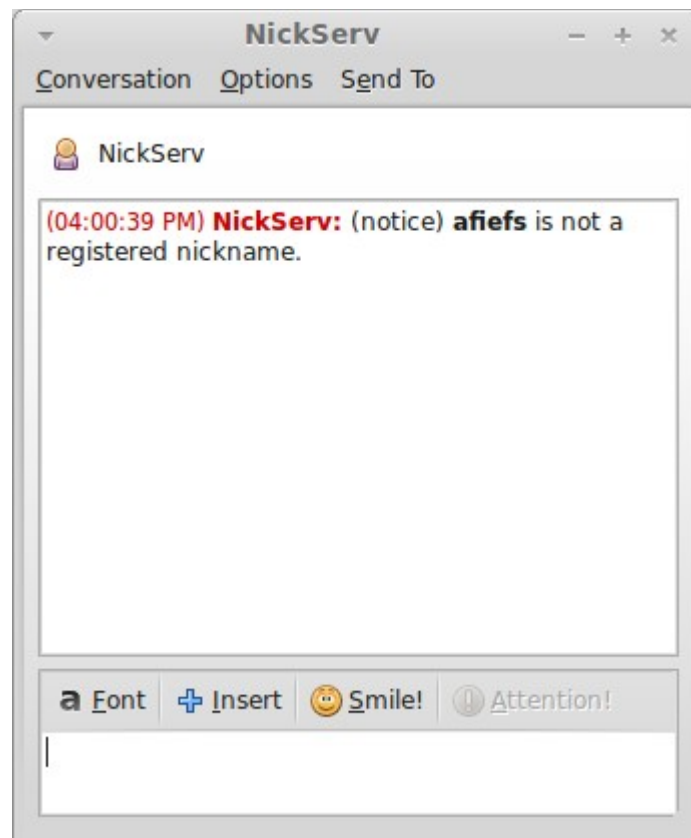 NickServ
Conversation Options Send To
NickServ
(04:00:39 PM) NickServ: (notice) afiefs is not a
registered nickname.
a Font Insert Smile! Attention!